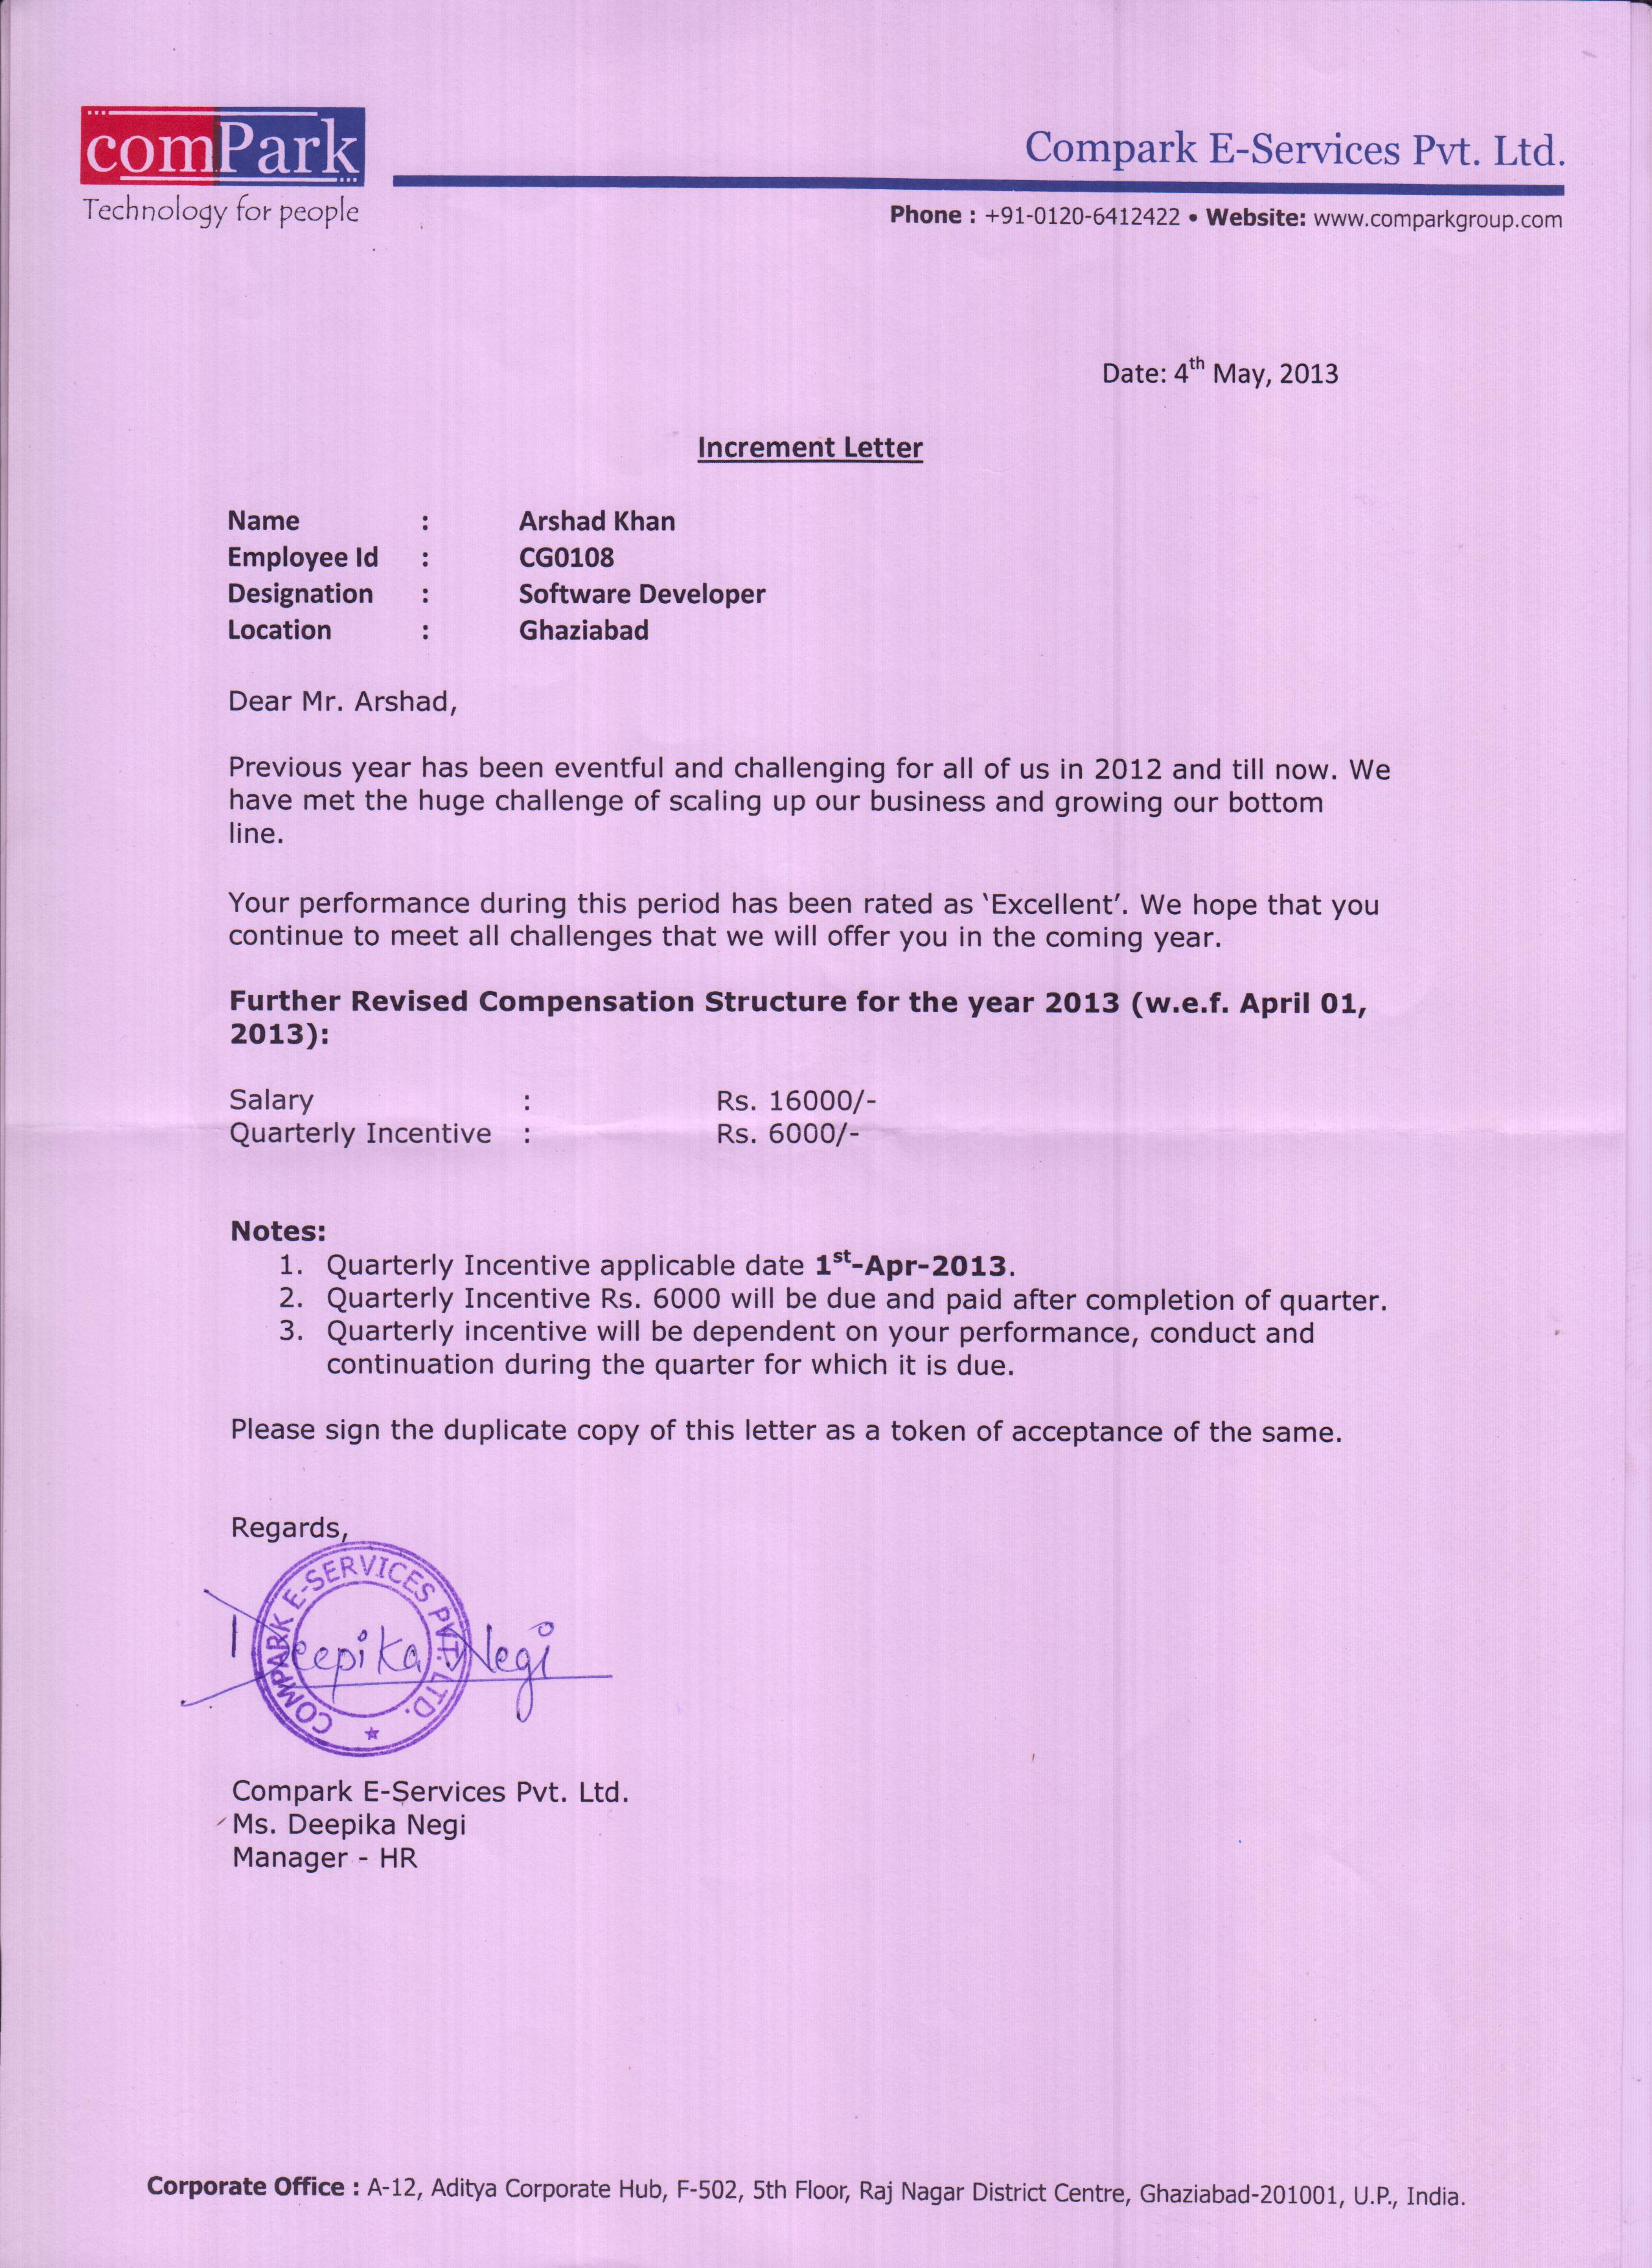 comPark
Technology for people
Compark E-Services Pvt. Ltd.
Phone : +91-0120-6412422 • Website: www.comparkgroup.com
Date: 4th May, 2013
Increment Letter
Name : Arshad Khan
Employee Id : CG0108
Designation : Software Developer
Location : Ghaziabad
Dear Mr. Arshad,
Previous year has been eventful and challenging for all of us in 2012 and till now. We
have met the huge challenge of scaling up our business and growing our bottom
line.
Your performance during this period has been rated as ‘Excellent’. We hope that you
continue to meet all challenges that we will offer you in the coming year.
Further Revised Compensation Structure for the year 2013 (w.e.f. April 01,
2013):
Salary : Rs. 16000/-
Quarterly Incentive : Rs. 6000/-
Notes:
1. Quarterly Incentive applicable date 1st-Apr-2013.
2. Quarterly Incentive Rs. 6000 will be due and paid after completion of quarter.
3. Quarterly incentive will be dependent on your performance, conduct and
continuation during the quarter for which it is due.
Please sign the duplicate copy of this letter as a token of acceptance of the same.
Regards,
COMPARK E-SERVICES PVT. LTD.
Deepika Negi
Compark E-Services Pvt. Ltd.
Ms. Deepika Negi
Manager - HR
Corporate Office : A-12, Aditya Corporate Hub, F-502, 5th Floor, Raj Nagar District Centre, Ghaziabad-201001, U.P., India.